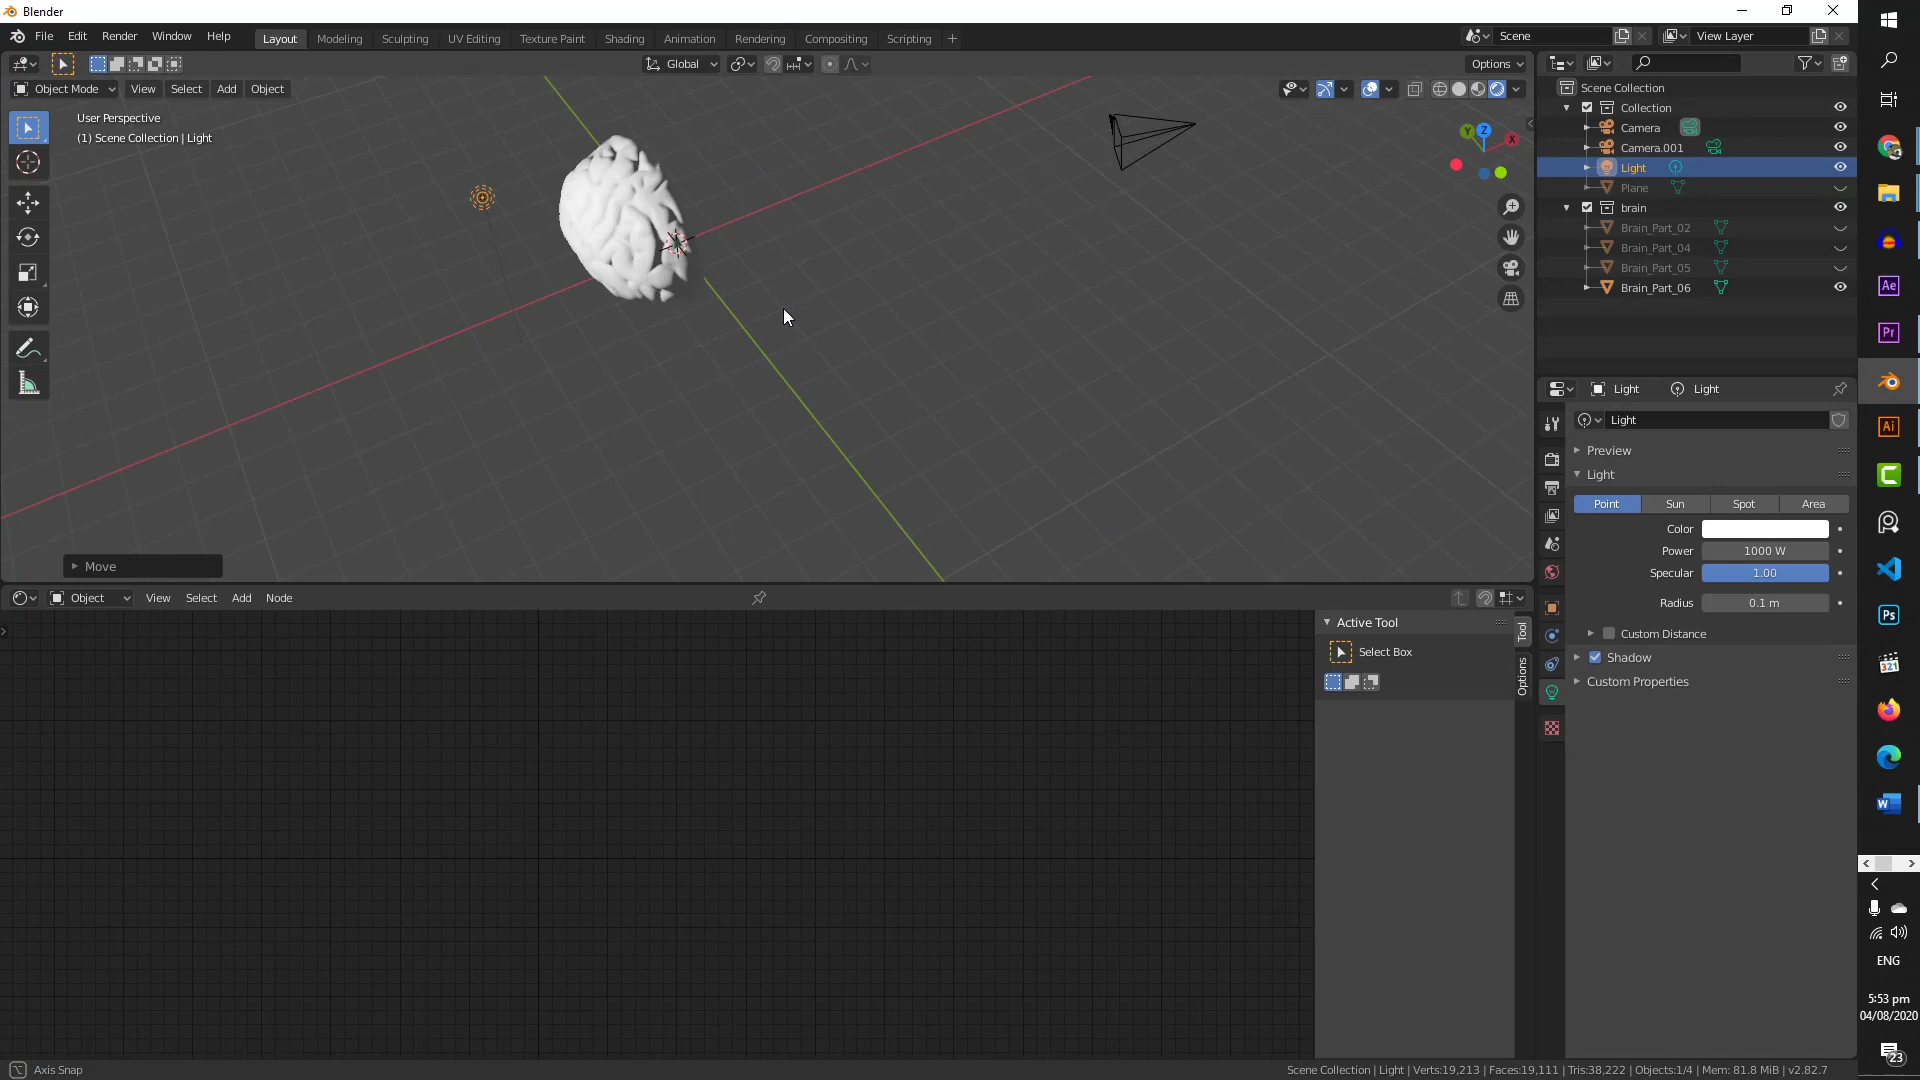 Blender
File Edit Render Window Help Layout Modeling Sculpting UV Editing Texture Paint Shading Animation Rendering Compositing Scripting Scene View Layer
Global Options
Object Mode View Select Add Object
User Perspective
(1) Scene Collection | Light
Y Z X
Move
Scene Collection
Collection
Camera
Camera.001
Light
Plane
brain
Brain_Part_02
Brain_Part_04
Brain_Part_05
Brain_Part_06
Light Light
Light
Preview
Light
Point Sun Spot Area
Color
Power 1000 W
Specular 1.00
Radius 0.1 m
Custom Distance
Shadow
Custom Properties
Object View Select Add Node
Active Tool
Select Box
Tool
Options
Axis Snap
Scene Collection | Light | Verts:19,213 | Faces:19,111 | Tris:38,222 | Objects:1/4 | Mem: 81.8 MiB | v2.82.7
Ae
Pr
Ai
Ps
321
W
ENG
5:53 pm
04/08/2020
23